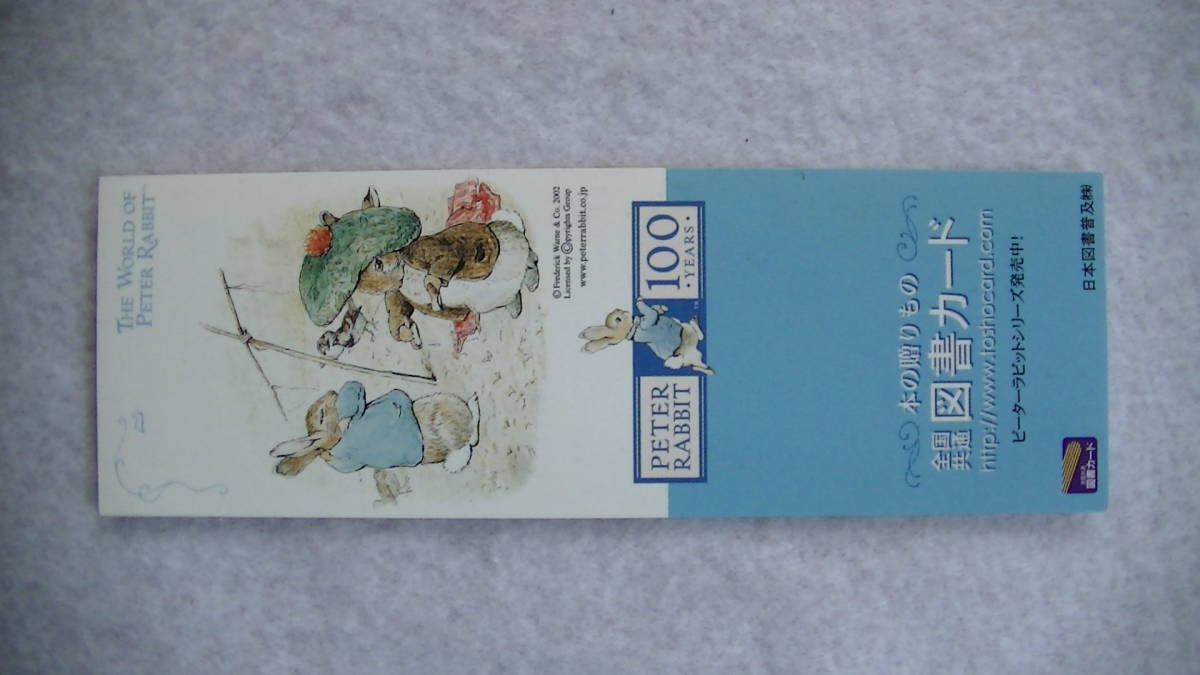 THE WORLD OF
PETER RABBIT™
© Frederick Warne & Co. 2002
Licensed by Ⓒopyrights Group
www.peterrabbit.co.jp
PETER
RABBIT
100
•YEARS•
™
本の贈りもの
全国
共通
図書カード
http://www.toshocard.com
ピーターラビットシリーズ発売中!
図書カード
日本図書普及㈱